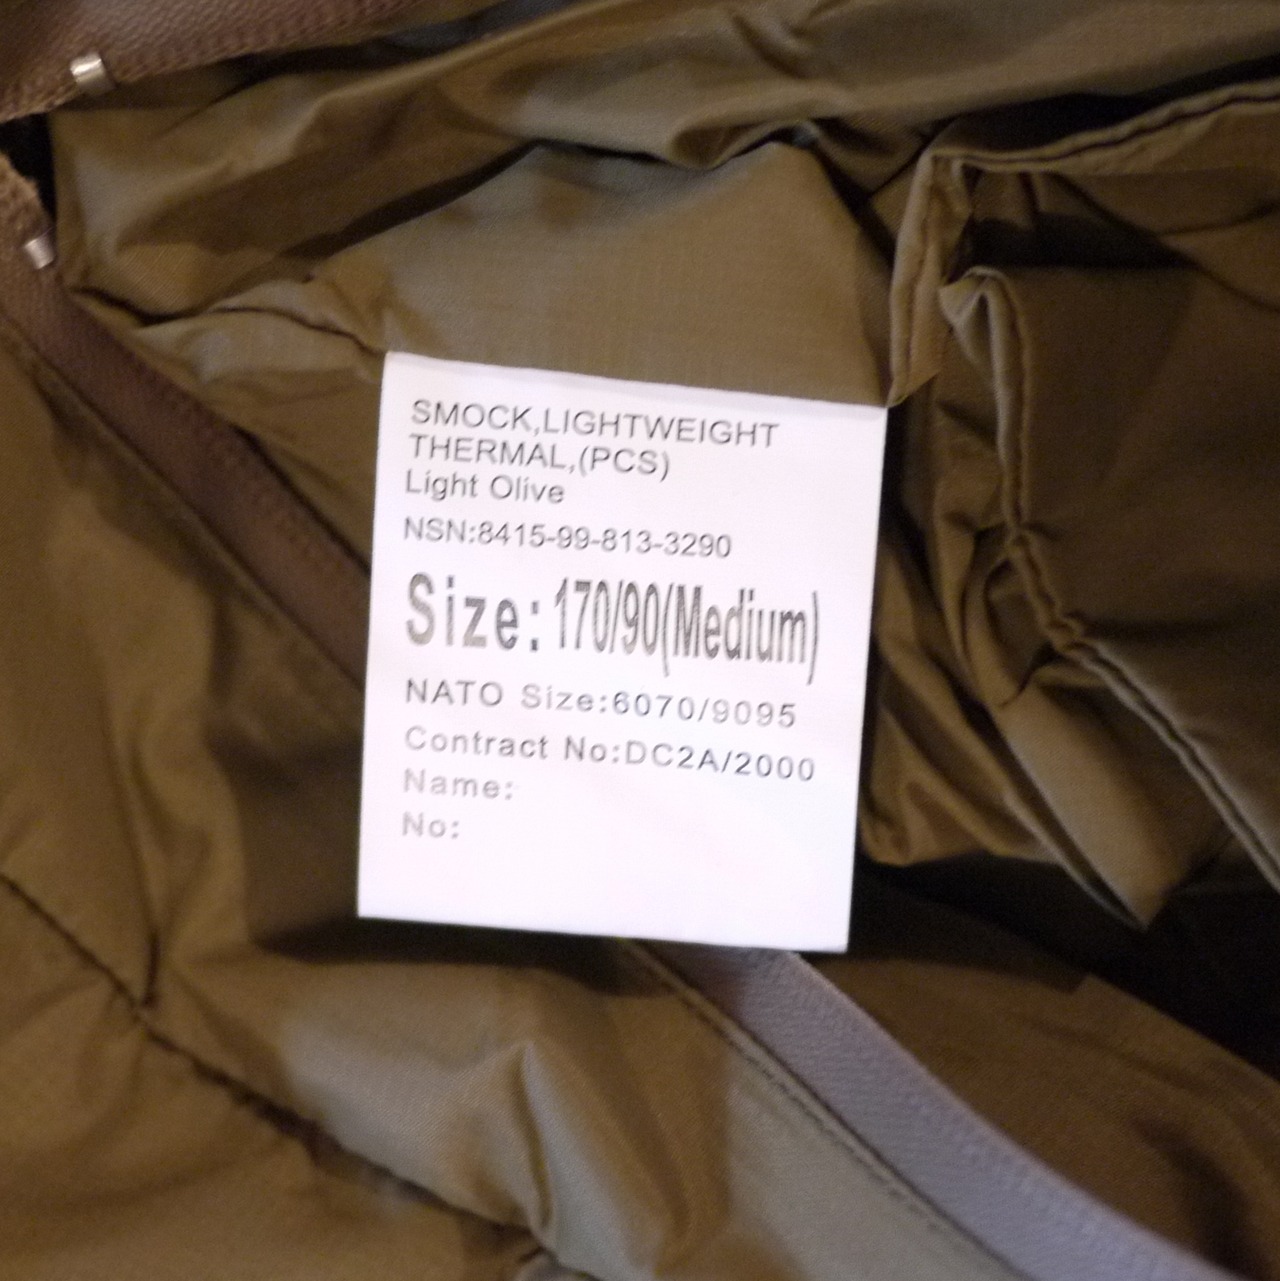 SMOCK,LIGHTWEIGHT
THERMAL,(PCS)
Light Olive
NSN:8415-99-813-3290
Size: 170/90(Medium)
NATO Size:6070/9095
Contract No:DC2A/2000
Name:
No: